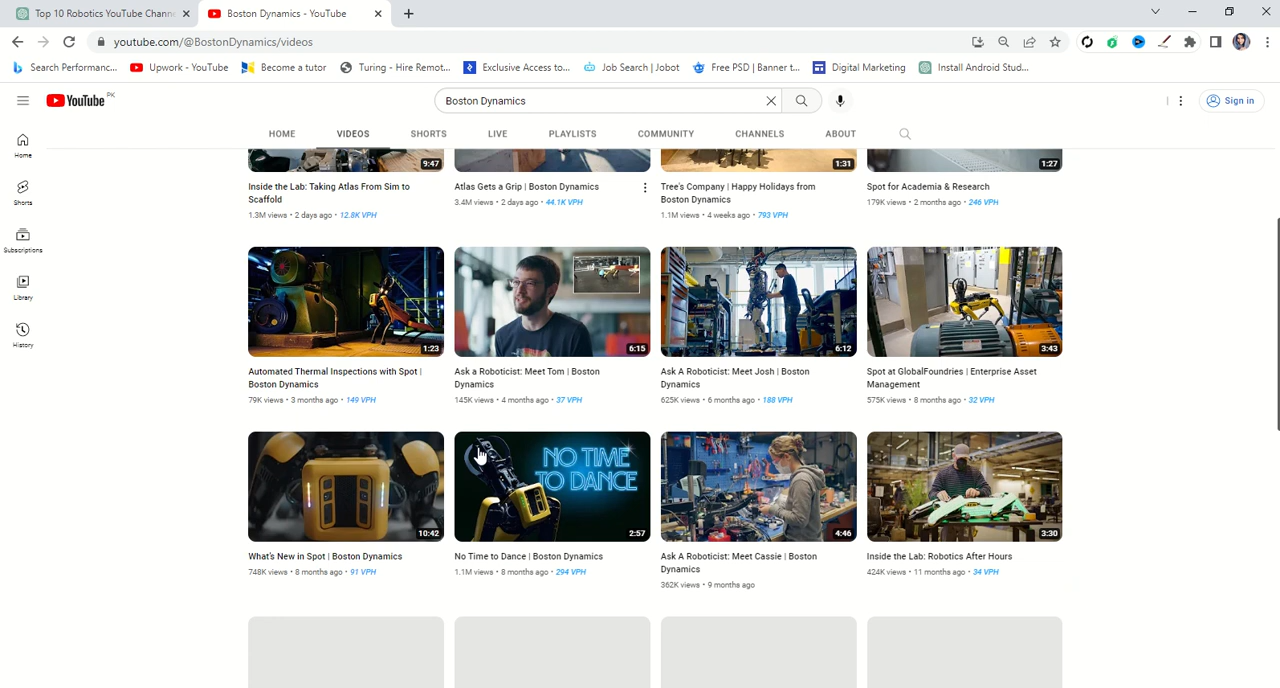 Top 10 Robotics YouTube Chann
Boston Dynamics - YouTube
youtube.com/@BostonDynamics/videos
Search Performanc...
Upwork - YouTube
Become a tutor
Turing - Hire Remot...
Exclusive Access to...
Job Search | Jobot
Free PSD | Banner t...
Digital Marketing
Install Android Stud...
YouTube PK
Boston Dynamics
Sign in
HOME
VIDEOS
SHORTS
LIVE
PLAYLISTS
COMMUNITY
CHANNELS
ABOUT
Home
Shorts
Subscriptions
Library
History
9:47
1:31
1:27
Inside the Lab: Taking Atlas From Sim to
Scaffold
1.3M views • 2 days ago • 12.8K VPH
Atlas Gets a Grip | Boston Dynamics
3.4M views • 2 days ago • 44.1K VPH
Tree's Company | Happy Holidays from
Boston Dynamics
1.1M views • 4 weeks ago • 793 VPH
Spot for Academia & Research
179K views • 2 months ago • 246 VPH
1:23
6:15
6:12
3:43
Automated Thermal Inspections with Spot |
Boston Dynamics
79K views • 3 months ago • 149 VPH
Ask a Roboticist: Meet Tom | Boston
Dynamics
145K views • 4 months ago • 37 VPH
Ask A Roboticist: Meet Josh | Boston
Dynamics
625K views • 6 months ago • 188 VPH
Spot at GlobalFoundries | Enterprise Asset
Management
575K views • 8 months ago • 32 VPH
NO TIME
TO DANCE
10:42
2:57
4:46
3:30
What's New in Spot | Boston Dynamics
748K views • 8 months ago • 91 VPH
No Time to Dance | Boston Dynamics
1.1M views • 8 months ago • 294 VPH
Ask A Roboticist: Meet Cassie | Boston
Dynamics
362K views • 9 months ago
Inside the Lab: Robotics After Hours
424K views • 11 months ago • 34 VPH